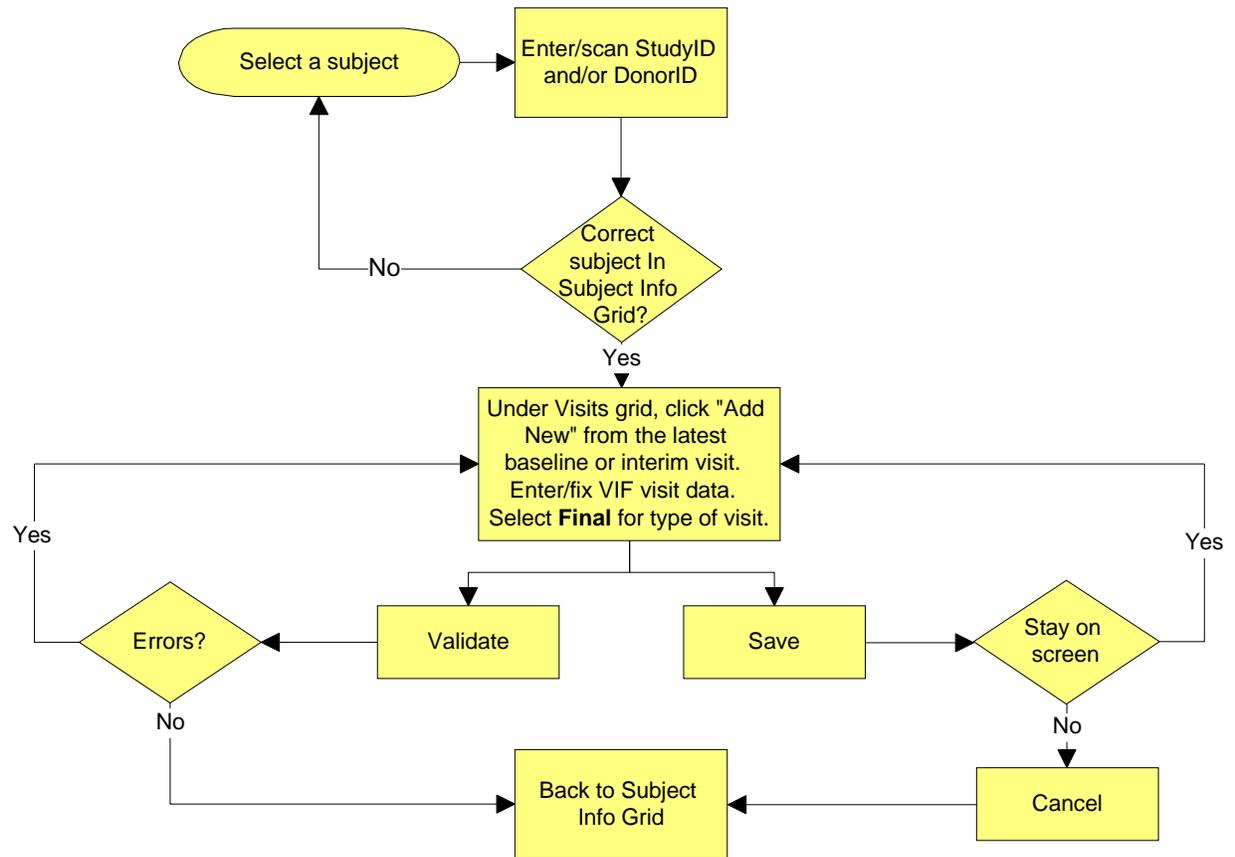 Select a subject
Enter/scan StudyID
and/or DonorID
Correct
subject In
Subject Info
Grid?
No
Yes
Under Visits grid, click "Add
New" from the latest
baseline or interim visit.
Enter/fix VIF visit data.
Select Final for type of visit.
Yes
Yes
Errors?
Validate
Save
Stay on
screen
No
No
Back to Subject
Info Grid
Cancel